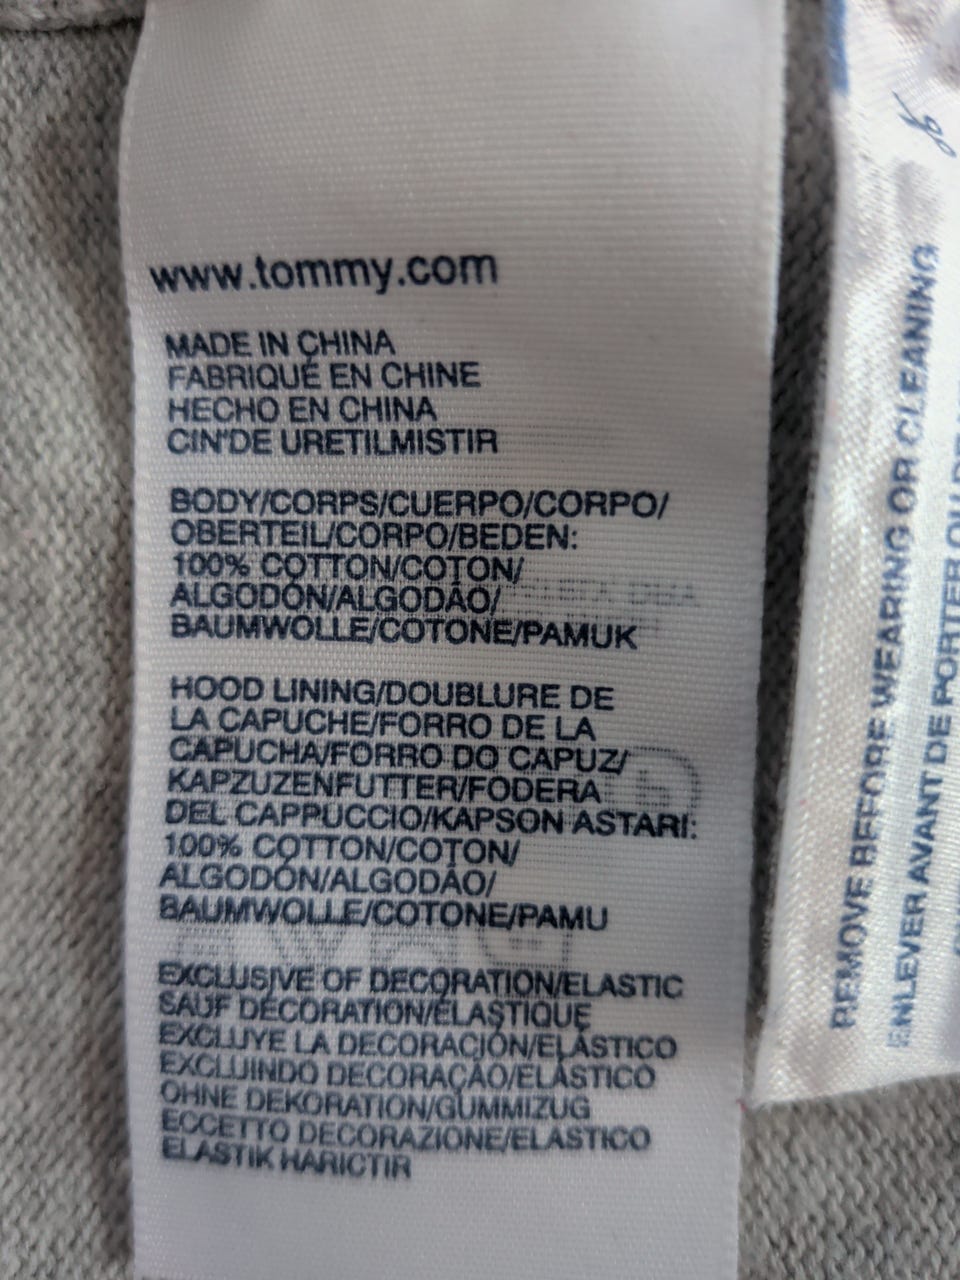 www.tommy.com
MADE IN CHINA
FABRIQUÉ EN CHINE
HECHO EN CHINA
CIN'DE URETILMISTIR
BODY/CORPS/CUERPO/CORPO/
OBERTEIL/CORPO/BEDEN:
100% COTTON/COTON/
ALGODÓN/ALGODÃO/
BAUMWOLLE/COTONE/PAMUK
HOOD LINING/DOUBLURE DE
LA CAPUCHE/FORRO DE LA
CAPUCHA/FORRO DO CAPUZ/
KAPZUZENFUTTER/FODERA
DEL CAPPUCCIO/KAPSON ASTARI:
100% COTTON/COTON/
ALGODÓN/ALGODÃO/
BAUMWOLLE/COTONE/PAMU
EXCLUSIVE OF DECORATION/ELASTIC
SAUF DÉCORATION/ÉLASTIQUE
EXCLUYE LA DECORACIÓN/ELÁSTICO
EXCLUINDO DECORAÇÃO/ELÁSTICO
OHNE DEKORATION/GUMMIZUG
ECCETTO DECORAZIONE/ELASTICO
ELASTIK HARICTIR
REMOVE BEFORE WEARING OR CLEANING
ENLEVER AVANT DE PORTER OU DE